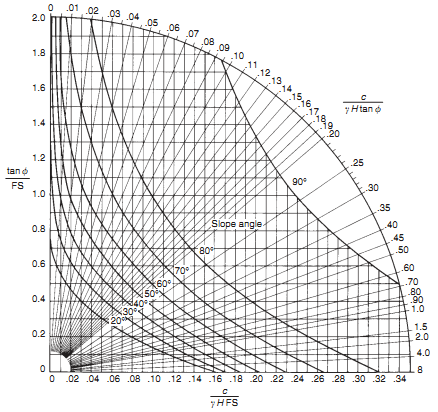 0 .01 .02 .03 .04 .05 .06 .07 .08 .09 .10 .11 .12 .13 .14 .15 .16 .17 .18 .19 .20 .25 .30 .35 .40 .45 .50 .60 .70 .80 .90 1.0 1.5 2.0 4.0 8
c
γ H tan ϕ
2.0
1.8
1.6
1.4
1.2
1.0
0.8
0.6
0.4
0.2
0
tan ϕ
FS
90°
Slope angle
80°
70°
60°
50°
40°
30°
20°
0 .02 .04 .06 .08 .10 .12 .14 .16 .18 .20 .22 .24 .26 .28 .30 .32 .34
c
γ H FS